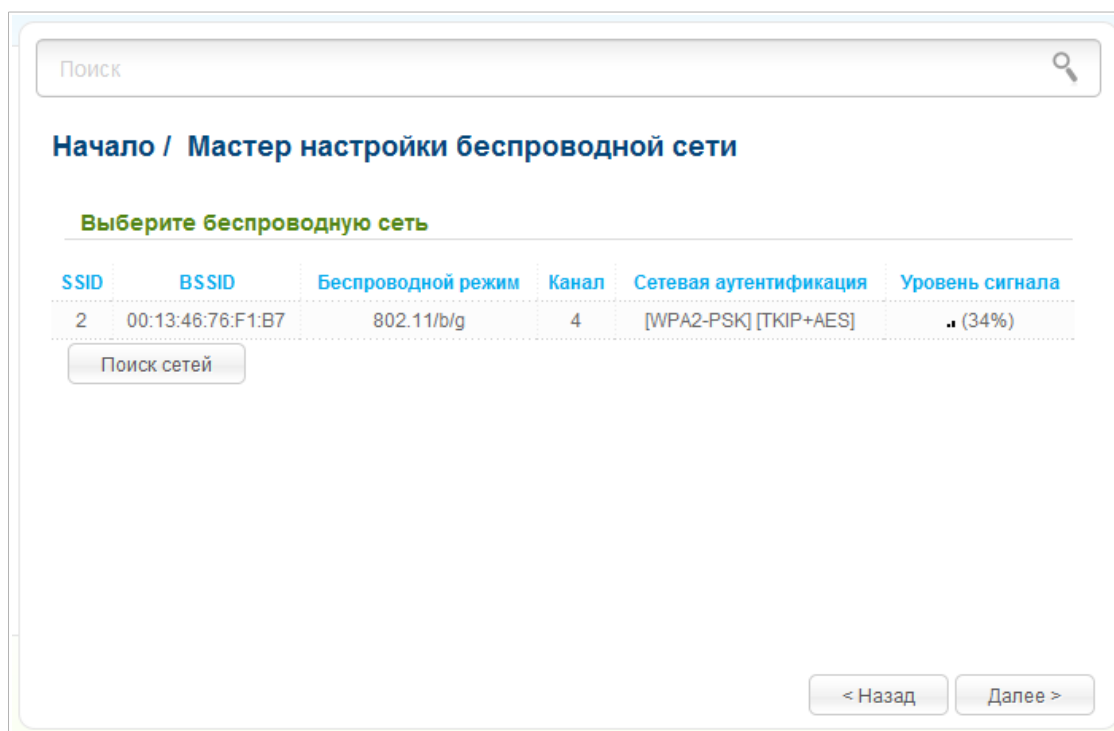 Поиск
Начало / Мастер настройки беспроводной сети
Выберите беспроводную сеть
SSID BSSID Беспроводной режим Канал Сетевая аутентификация Уровень сигнала
2 00:13:46:76:F1:B7 802.11/b/g 4 [WPA2-PSK] [TKIP+AES] (34%)
Поиск сетей
< Назад Далее >